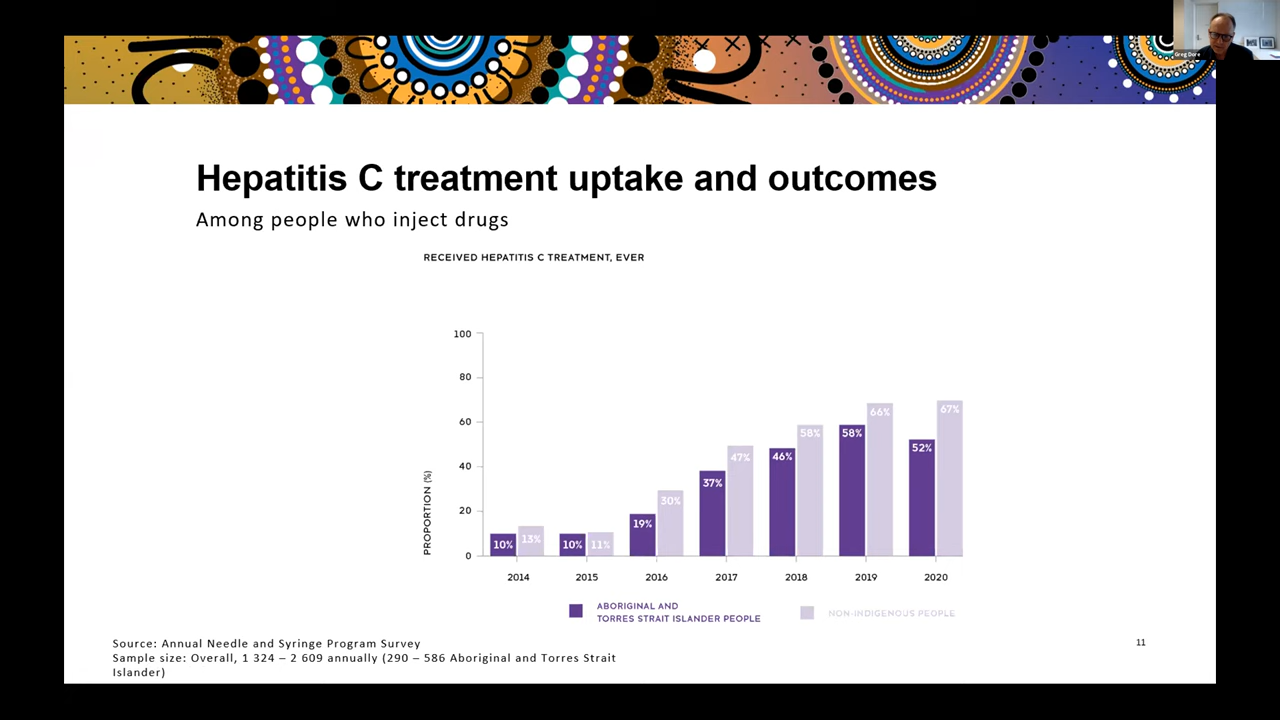 Greg Dore
Hepatitis C treatment uptake and outcomes
Among people who inject drugs
RECEIVED HEPATITIS C TREATMENT, EVER
PROPORTION (%)
100
80
60
40
20
0
10% 13% 10% 11% 19% 30% 37% 47% 46% 58% 58% 66% 52% 67%
2014 2015 2016 2017 2018 2019 2020
ABORIGINAL AND
TORRES STRAIT ISLANDER PEOPLE
NON-INDIGENOUS PEOPLE
Source: Annual Needle and Syringe Program Survey
Sample size: Overall, 1 324 – 2 609 annually (290 – 586 Aboriginal and Torres Strait
Islander)
11